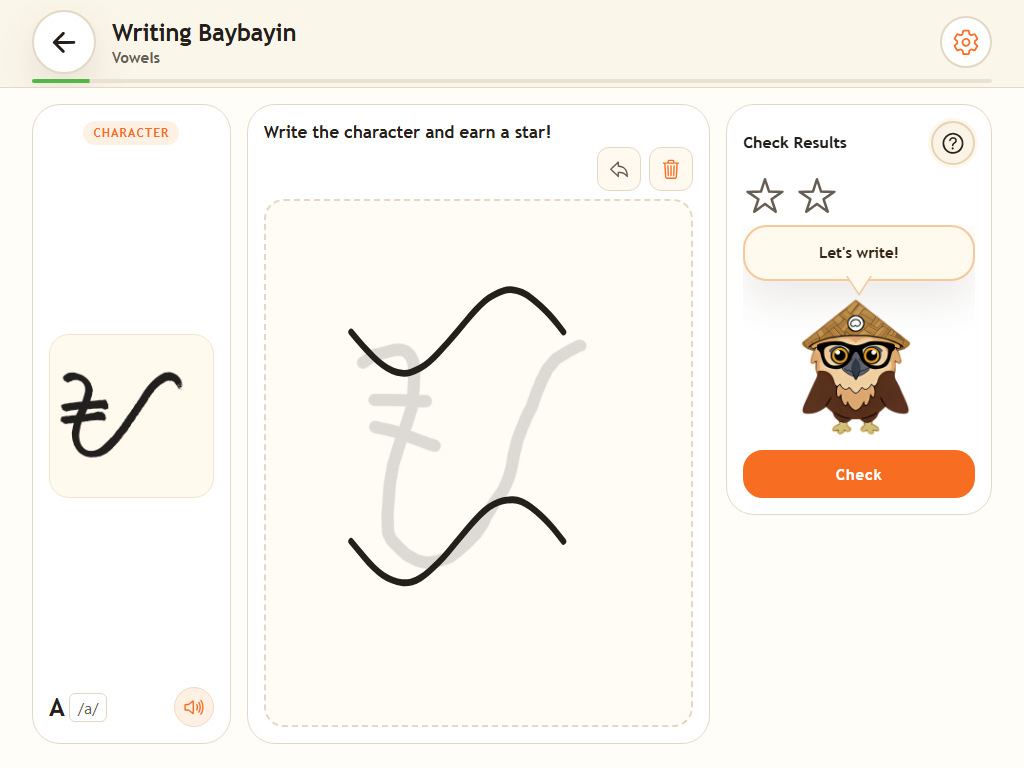 Writing Baybayin
Vowels
CHARACTER
ᜀ
A /a/
Write the character and earn a star!
ᜀ
ᜁ
Check Results
Let's write!
Check